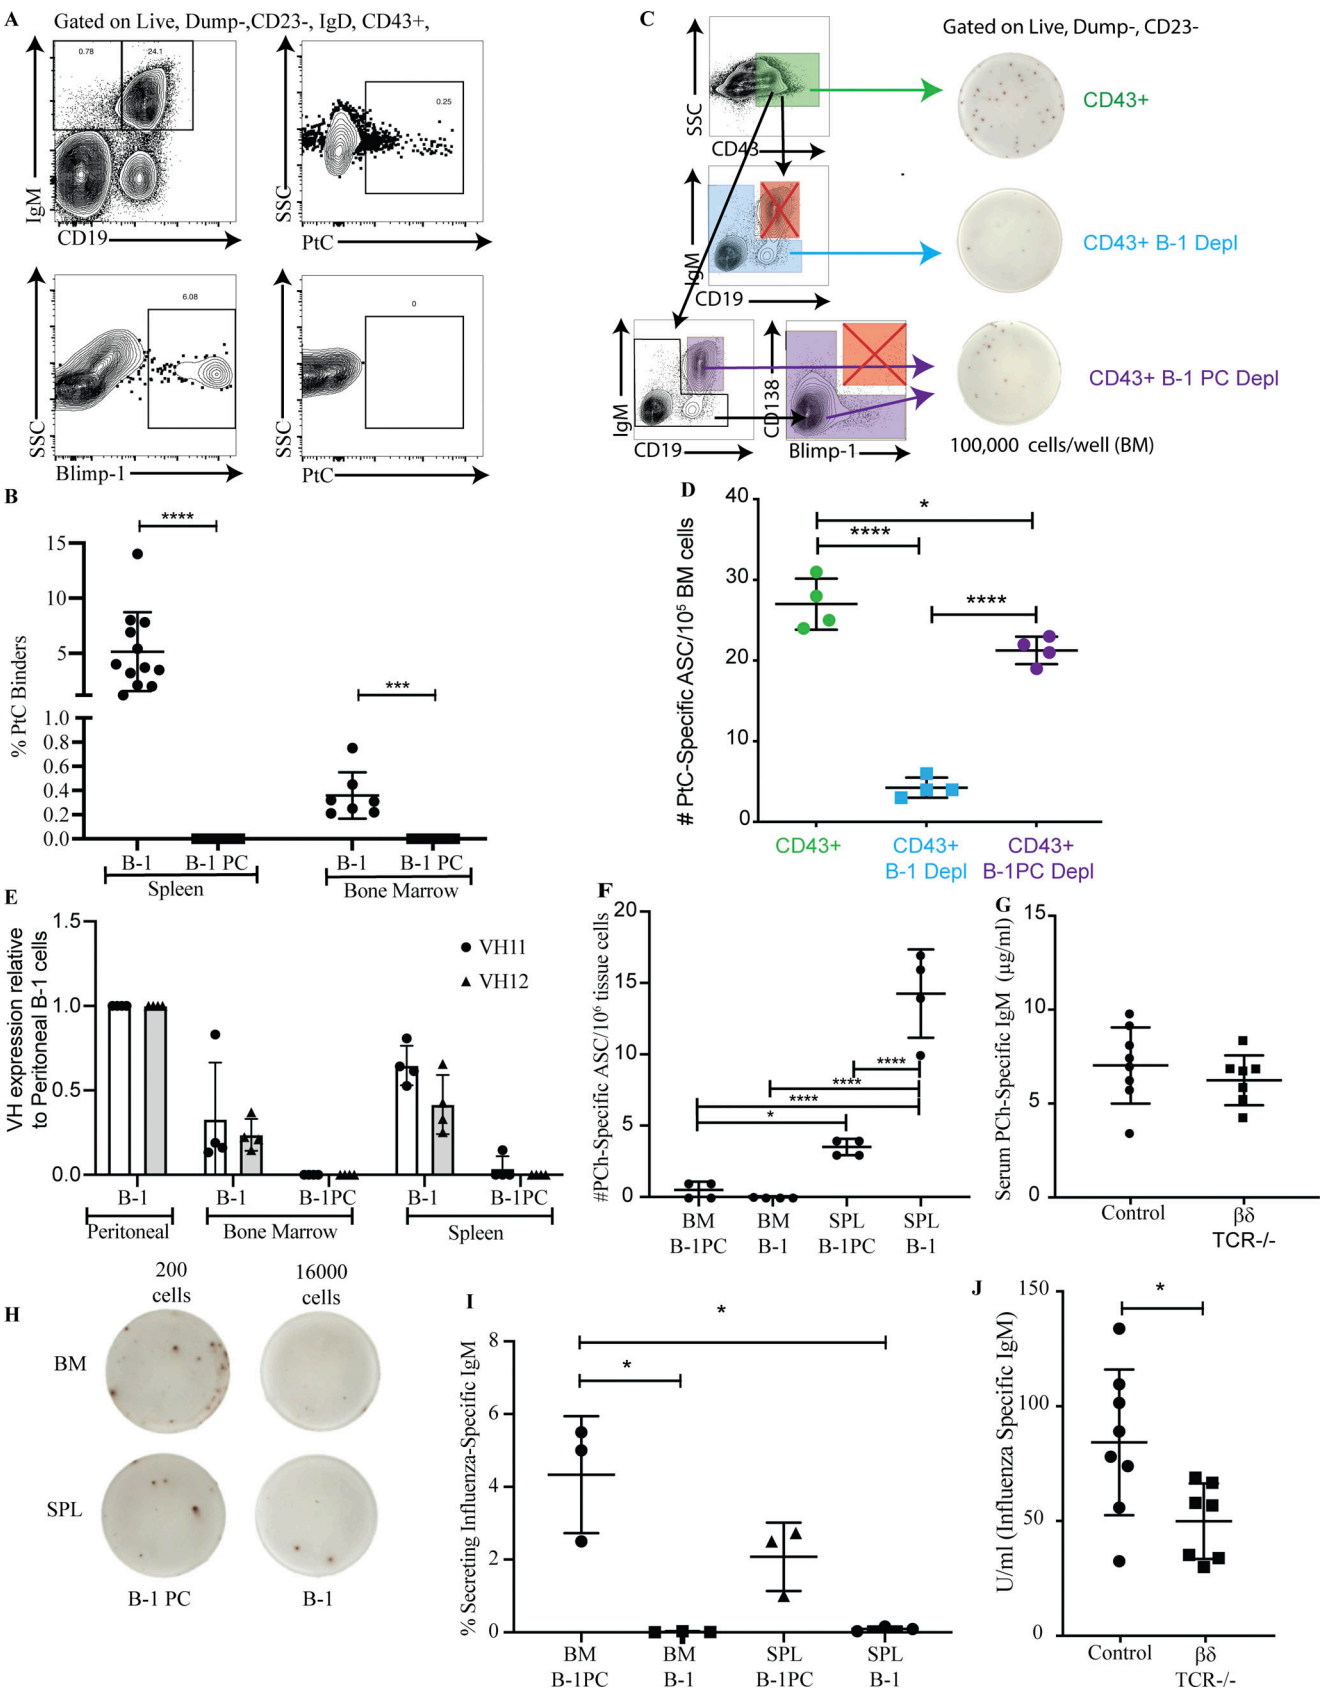 A
Gated on Live, Dump-,CD23-, IgD, CD43+,
0.78
24.1
IgM
CD19
0.25
SSC
PtC
6.08
SSC
Blimp-1
0
SSC
PtC
B
****
***
% PtC Binders
15
10
5
1.0
0.8
0.6
0.4
0.2
0.0
B-1
B-1 PC
B-1
B-1 PC
Spleen
Bone Marrow
C
Gated on Live, Dump-, CD23-
SSC
CD43
CD43+
IgM
CD19
CD43+ B-1 Depl
IgM
CD19
CD138
Blimp-1
CD43+ B-1 PC Depl
100,000 cells/well (BM)
D
# PtC-Specific ASC/10⁵ BM cells
40
30
20
10
0
*
****
****
CD43+
CD43+
B-1 Depl
CD43+
B-1PC Depl
E
VH expression relative
to Peritoneal B-1 cells
1.5
1.0
0.5
0.0
VH11
VH12
B-1
B-1
B-1PC
B-1
B-1PC
Peritoneal
Bone Marrow
Spleen
F
#PCh-Specific ASC/10⁶ tissue cells
20
15
10
5
0
****
****
****
*
BM
B-1PC
BM
B-1
SPL
B-1PC
SPL
B-1
G
Serum PCh-Specific IgM (µg/ml)
15
10
5
0
Control
βδ
TCR-/-
H
200
cells
16000
cells
BM
SPL
B-1 PC
B-1
I
% Secreting Influenza-Specific IgM
8
6
4
2
0
*
*
BM
B-1PC
BM
B-1
SPL
B-1PC
SPL
B-1
J
U/ml (Influenza Specific IgM)
150
100
50
0
*
Control
βδ
TCR-/-